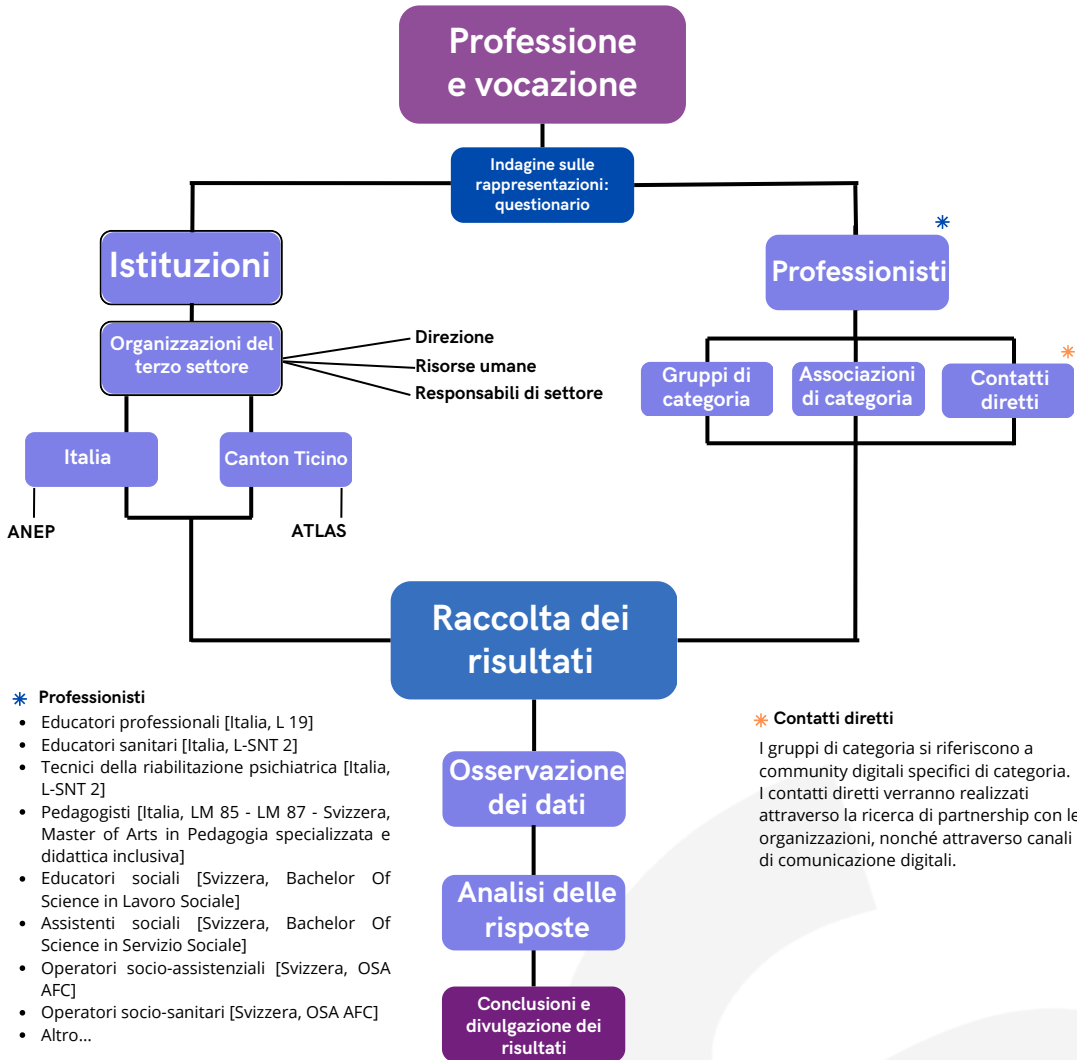 Professione
e vocazione
Indagine sulle
rappresentazioni:
questionario
Istituzioni
Professionisti
Organizzazioni del
terzo settore
Direzione
Risorse umane
Responsabili di settore
Gruppi di
categoria
Associazioni
di categoria
Contatti
diretti
Italia
Canton Ticino
ANEP
ATLAS
Raccolta dei
risultati
Professionisti
• Educatori professionali [Italia, L 19]
• Educatori sanitari [Italia, L-SNT 2]
• Tecnici della riabilitazione psichiatrica [Italia,
L-SNT 2]
• Pedagogisti [Italia, LM 85 - LM 87 - Svizzera,
Master of Arts in Pedagogia specializzata e
didattica inclusiva]
• Educatori sociali [Svizzera, Bachelor Of
Science in Lavoro Sociale]
• Assistenti sociali [Svizzera, Bachelor Of
Science in Servizio Sociale]
• Operatori socio-assistenziali [Svizzera, OSA
AFC]
• Operatori socio-sanitari [Svizzera, OSA AFC]
• Altro...
Osservazione
dei dati
Analisi delle
risposte
Conclusioni e
divulgazione dei
risultati
Contatti diretti
I gruppi di categoria si riferiscono a
community digitali specifici di categoria.
I contatti diretti verranno realizzati
attraverso la ricerca di partnership con le
organizzazioni, nonché attraverso canali
di comunicazione digitali.